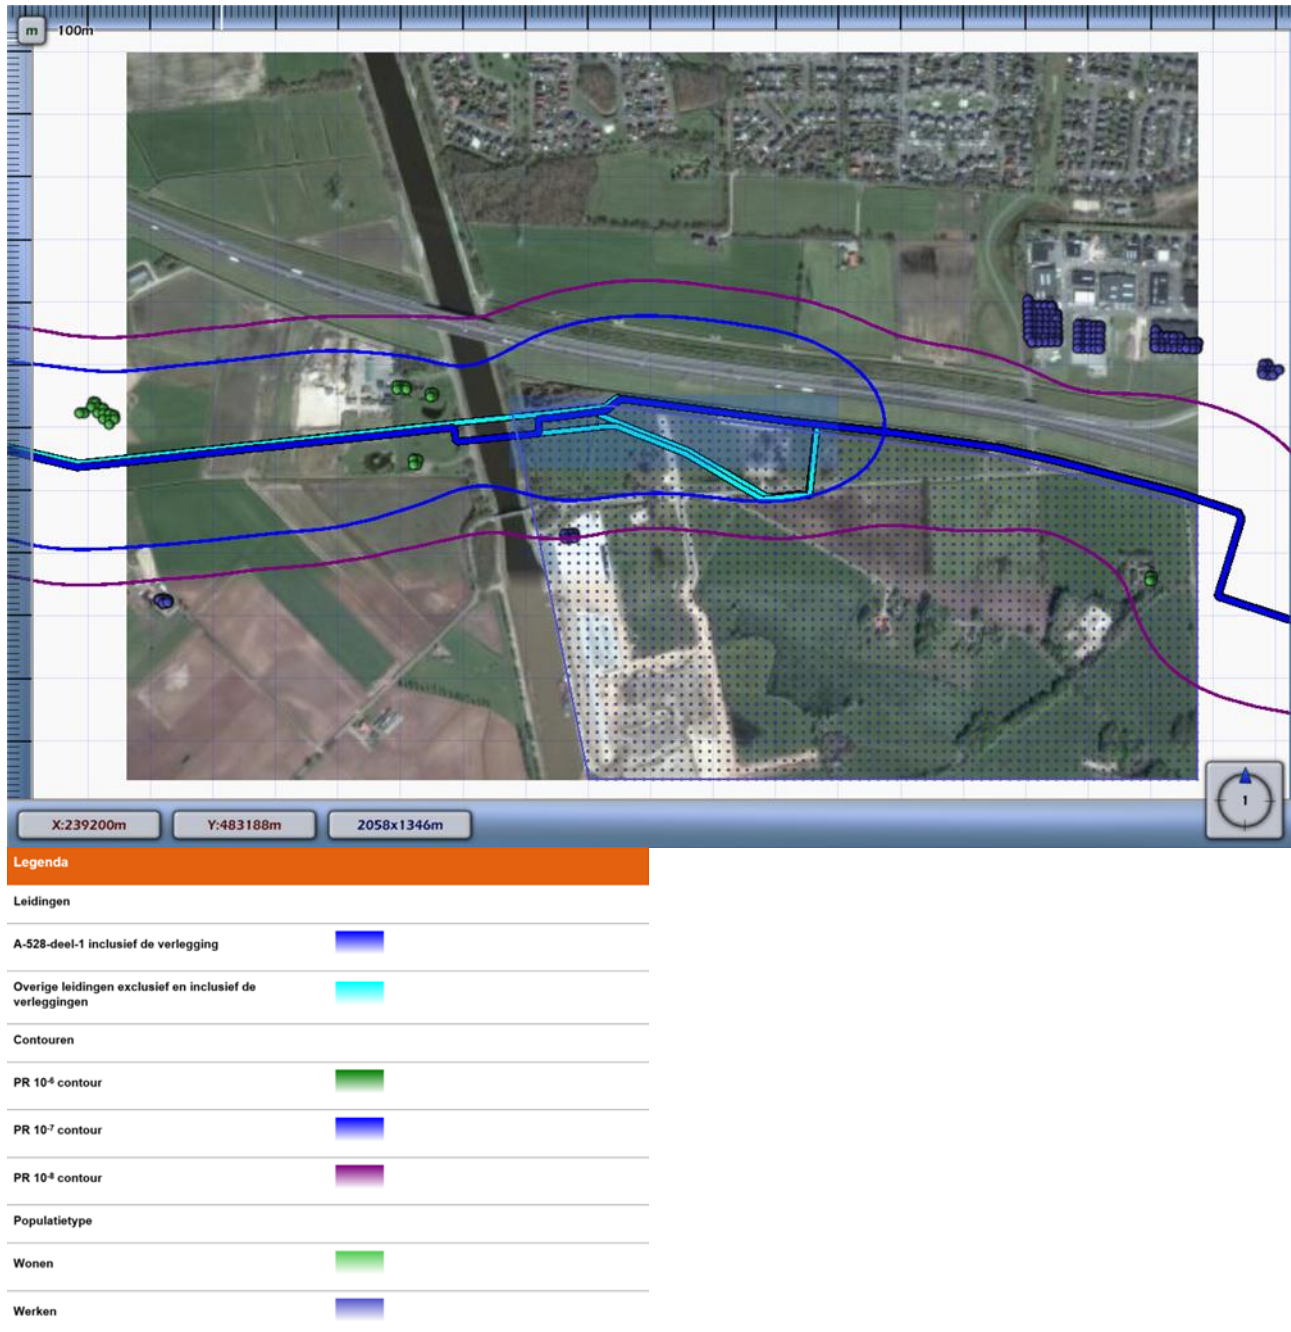 m
100m
X:239200m
Y:483188m
2058x1346m
1
Legenda
Leidingen
A-528-deel-1 inclusief de verlegging
Overige leidingen exclusief en inclusief de
verleggingen
Contouren
PR 10⁻⁶ contour
PR 10⁻⁷ contour
PR 10⁻⁸ contour
Populatietype
Wonen
Werken